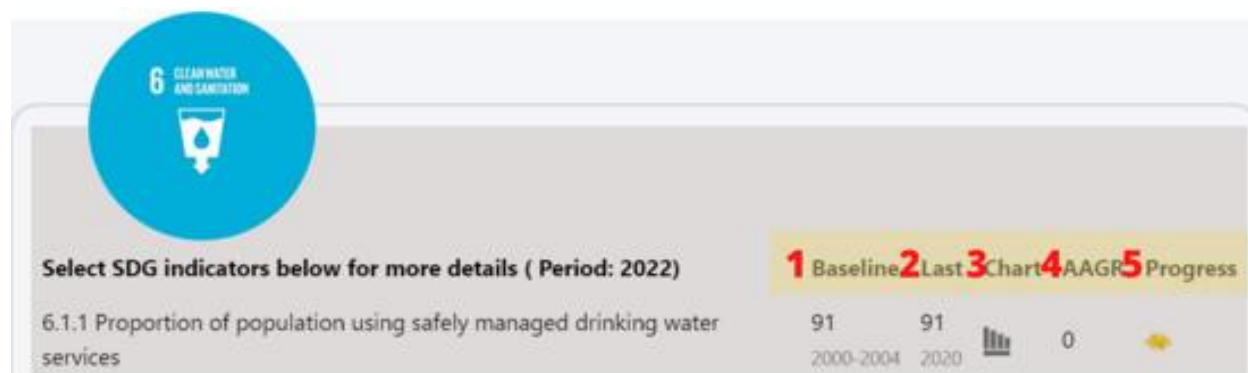 6 CLEAN WATER
AND SANITATION
Select SDG indicators below for more details ( Period: 2022)
1 Baseline 2 Last 3 Chart 4 AAGR 5 Progress
6.1.1 Proportion of population using safely managed drinking water
services
91 91 0
2000-2004 2020